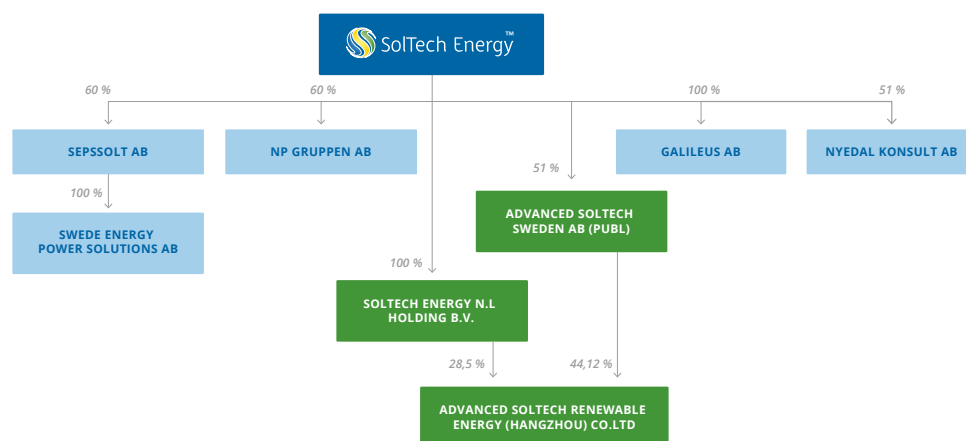 SolTech Energy™
60 %
60 %
100 %
51 %
SEPSSOLT AB
NP GRUPPEN AB
GALILEUS AB
NYEDAL KONSULT AB
51 %
100 %
ADVANCED SOLTECH
SWEDEN AB (PUBL)
SWEDE ENERGY
POWER SOLUTIONS AB
100 %
SOLTECH ENERGY N.L
HOLDING B.V.
28,5 %
44,12 %
ADVANCED SOLTECH RENEWABLE
ENERGY (HANGZHOU) CO.LTD